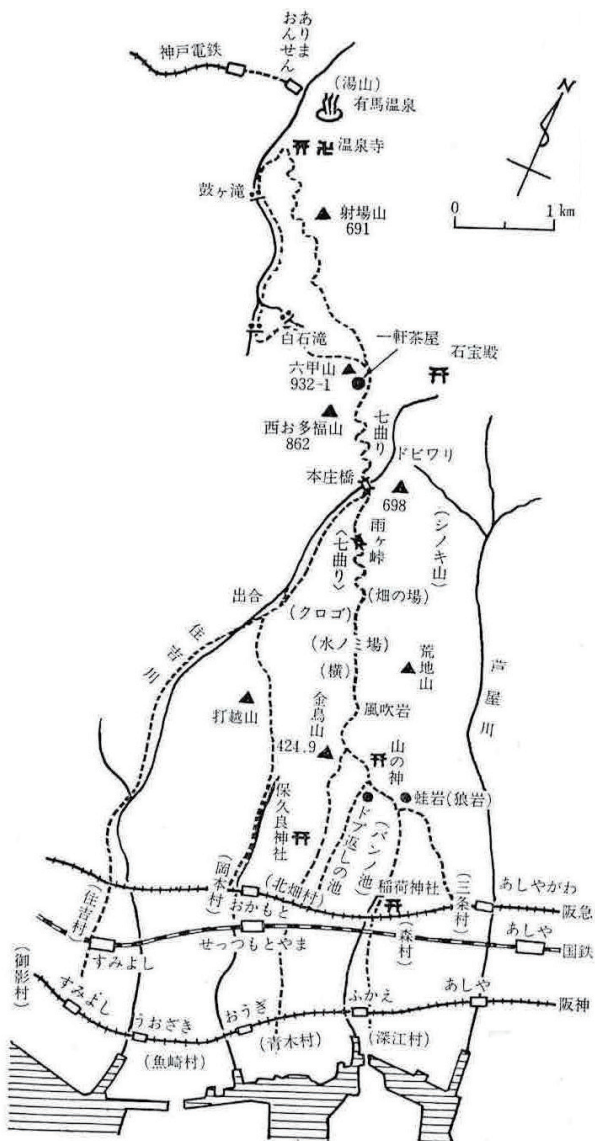 ありま
おんせん
神戸電鉄
(湯山)
有馬温泉
N
温泉寺
鼓ヶ滝
射場山
691
0
1 km
白石滝
一軒茶屋
六甲山
932-1
石宝殿
西お多福山
862
七曲り
ドビワリ
本庄橋
698
雨ヶ峠
(七曲り)
(シノキ山)
(畑の場)
出合
(クロゴ)
(水ノミ場)
(横)
住吉川
荒地山
芦屋川
打越山
金鳥山
424.9
風吹岩
山の神
蛙岩(狼岩)
保久良神社
ドブ返しの池
(バンノ池)
(岡本村)
(北畑村)
稲荷神社
(三条村)
あしやがわ
阪急
おかもと
(住吉村)
(森村)
あしや
国鉄
せっつもとやま
すみよし
(御影村)
すみよし
うおざき
おうぎ
ふかえ
あしや
阪神
(魚崎村)
(青木村)
(深江村)